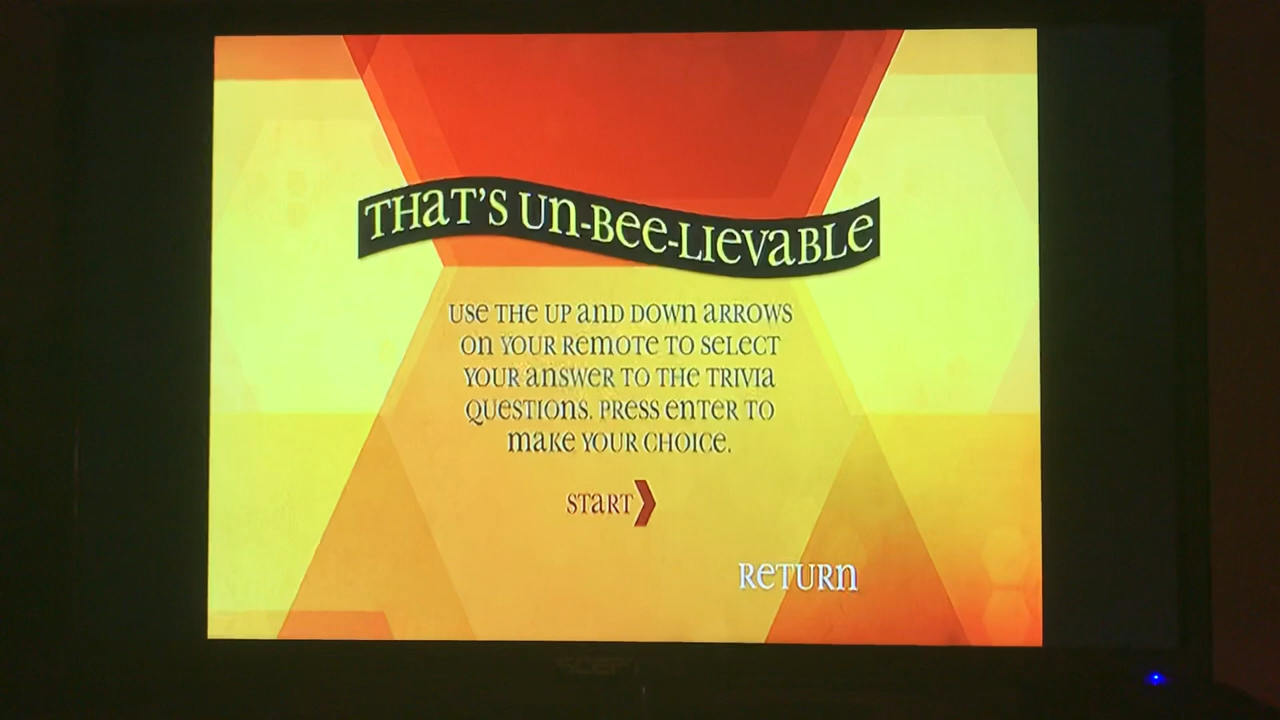 THAT'S UN-BEE-LIEVABLE
USE THE UP AND DOWN ARROWS
ON YOUR REMOTE TO SELECT
YOUR ANSWER TO THE TRIVIA
QUESTIONS. PRESS ENTER TO
MAKE YOUR CHOICE.
START
RETURN